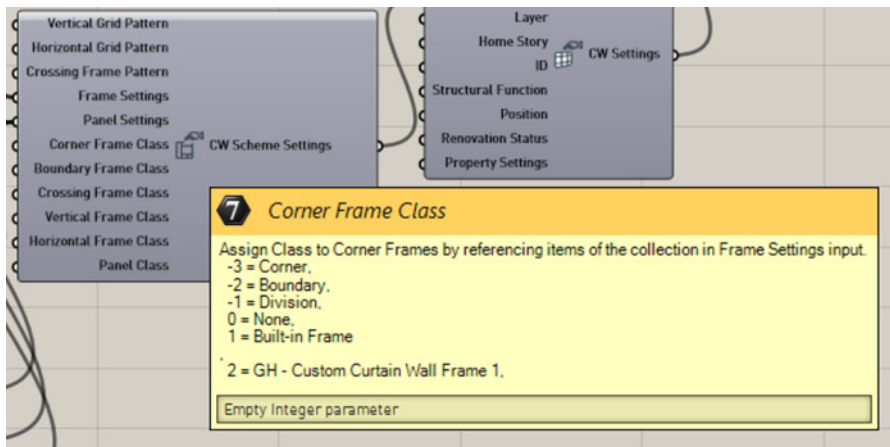 Vertical Grid Pattern
Horizontal Grid Pattern
Crossing Frame Pattern
Frame Settings
Panel Settings
Corner Frame Class
Boundary Frame Class
Crossing Frame Class
Vertical Frame Class
Horizontal Frame Class
Panel Class
CW Scheme Settings
Layer
Home Story
ID
Structural Function
Position
Renovation Status
Property Settings
CW Settings
7 Corner Frame Class
Assign Class to Corner Frames by referencing items of the collection in Frame Settings input.
-3 = Corner,
-2 = Boundary,
-1 = Division,
0 = None,
1 = Built-in Frame
,
2 = GH - Custom Curtain Wall Frame 1,
Empty Integer parameter